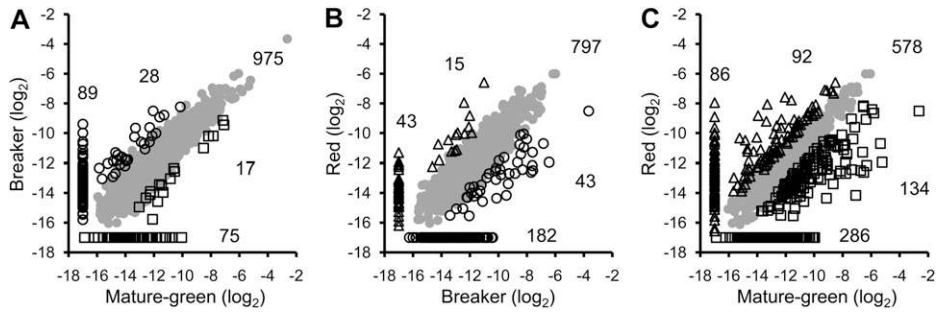 A B C
-2 -4 -6 -8 -10 -12 -14 -16 -18
Breaker (log2)
975
28
89
17
75
-18 -16 -14 -12 -10 -8 -6 -4 -2
Mature-green (log2)
-2 -4 -6 -8 -10 -12 -14 -16 -18
Red (log2)
797
15
43
43
182
-18 -16 -14 -12 -10 -8 -6 -4 -2
Breaker (log2)
-2 -4 -6 -8 -10 -12 -14 -16 -18
Red (log2)
578
92
86
134
286
-18 -16 -14 -12 -10 -8 -6 -4 -2
Mature-green (log2)